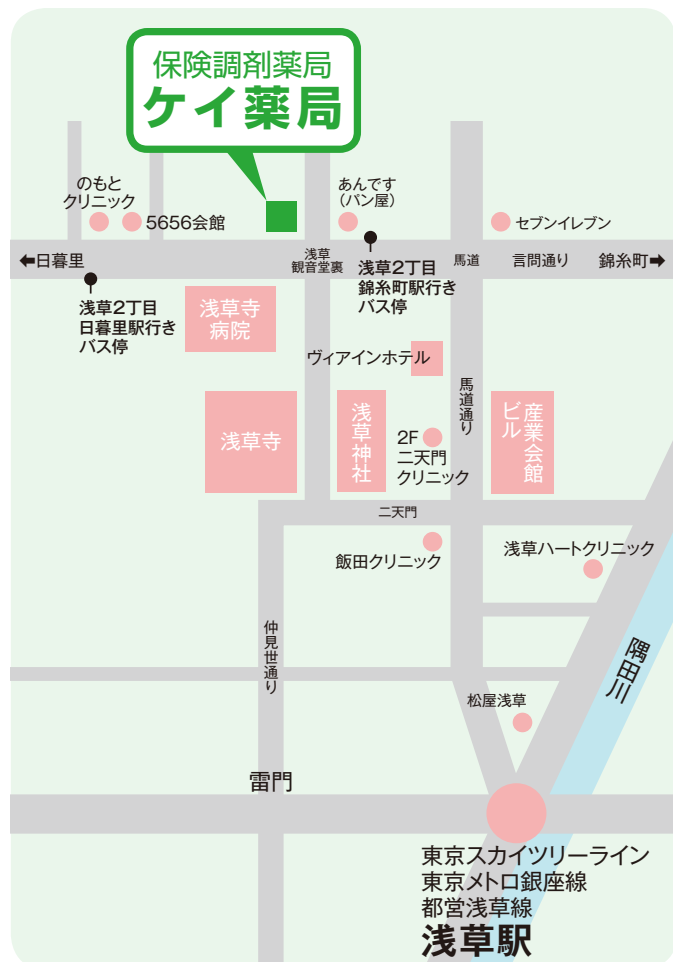 保険調剤薬局
ケイ薬局
のもと
クリニック
5656会館
あんです
（パン屋）
セブンイレブン
←日暮里
浅草
観音堂裏
馬道
言問通り
錦糸町→
浅草2丁目
錦糸町駅行き
バス停
浅草2丁目
日暮里駅行き
バス停
浅草寺
病院
ヴィアインホテル
馬道通り
浅草寺
浅草神社
2F
二天門
クリニック
産業会館
ビル
二天門
飯田クリニック
浅草ハートクリニック
仲見世通り
隅田川
松屋浅草
雷門
東京スカイツリーライン
東京メトロ銀座線
都営浅草線
浅草駅